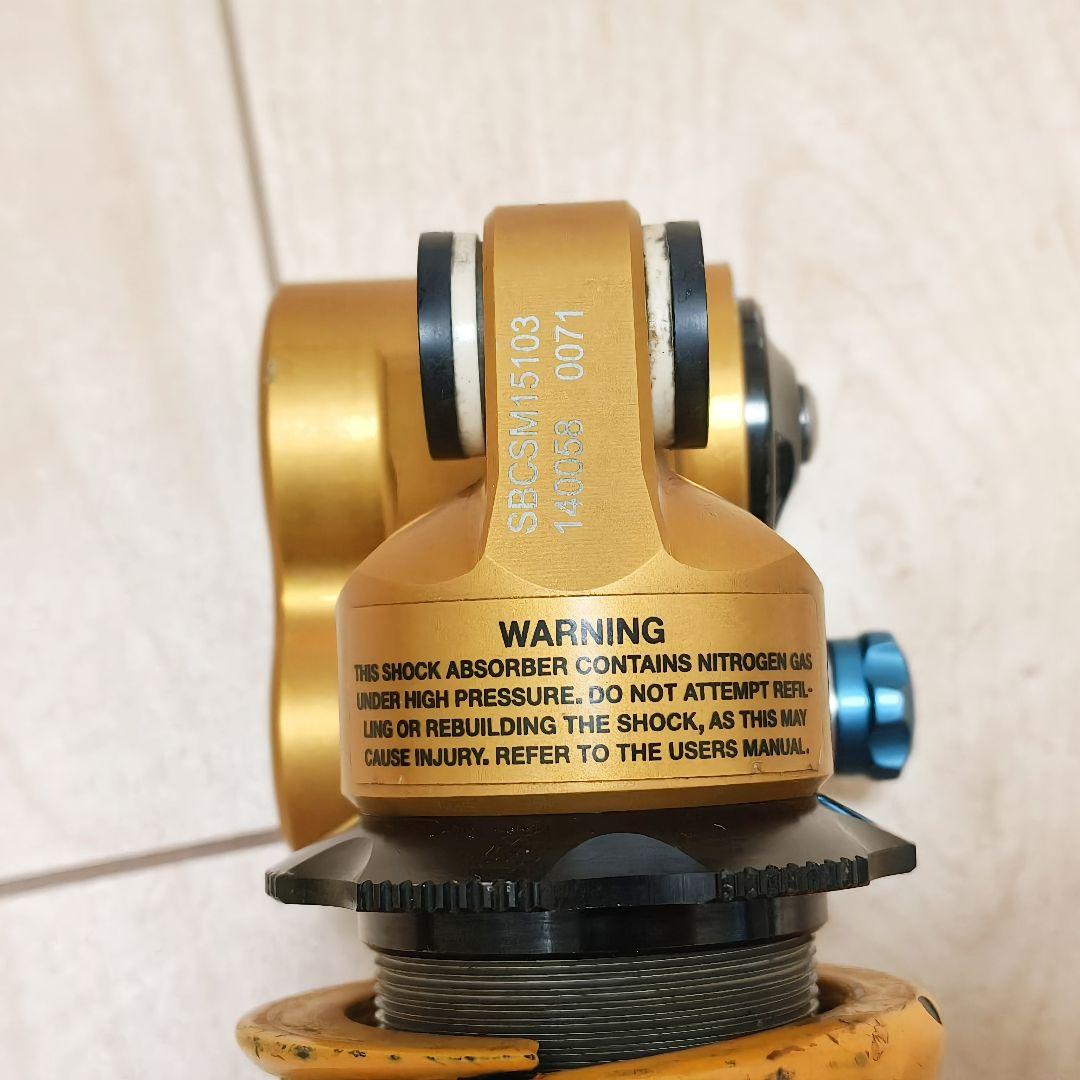 SBCSM15103
140058 0071
WARNING
THIS SHOCK ABSORBER CONTAINS NITROGEN GAS
UNDER HIGH PRESSURE. DO NOT ATTEMPT REFIL-
LING OR REBUILDING THE SHOCK, AS THIS MAY
CAUSE INJURY. REFER TO THE USERS MANUAL.